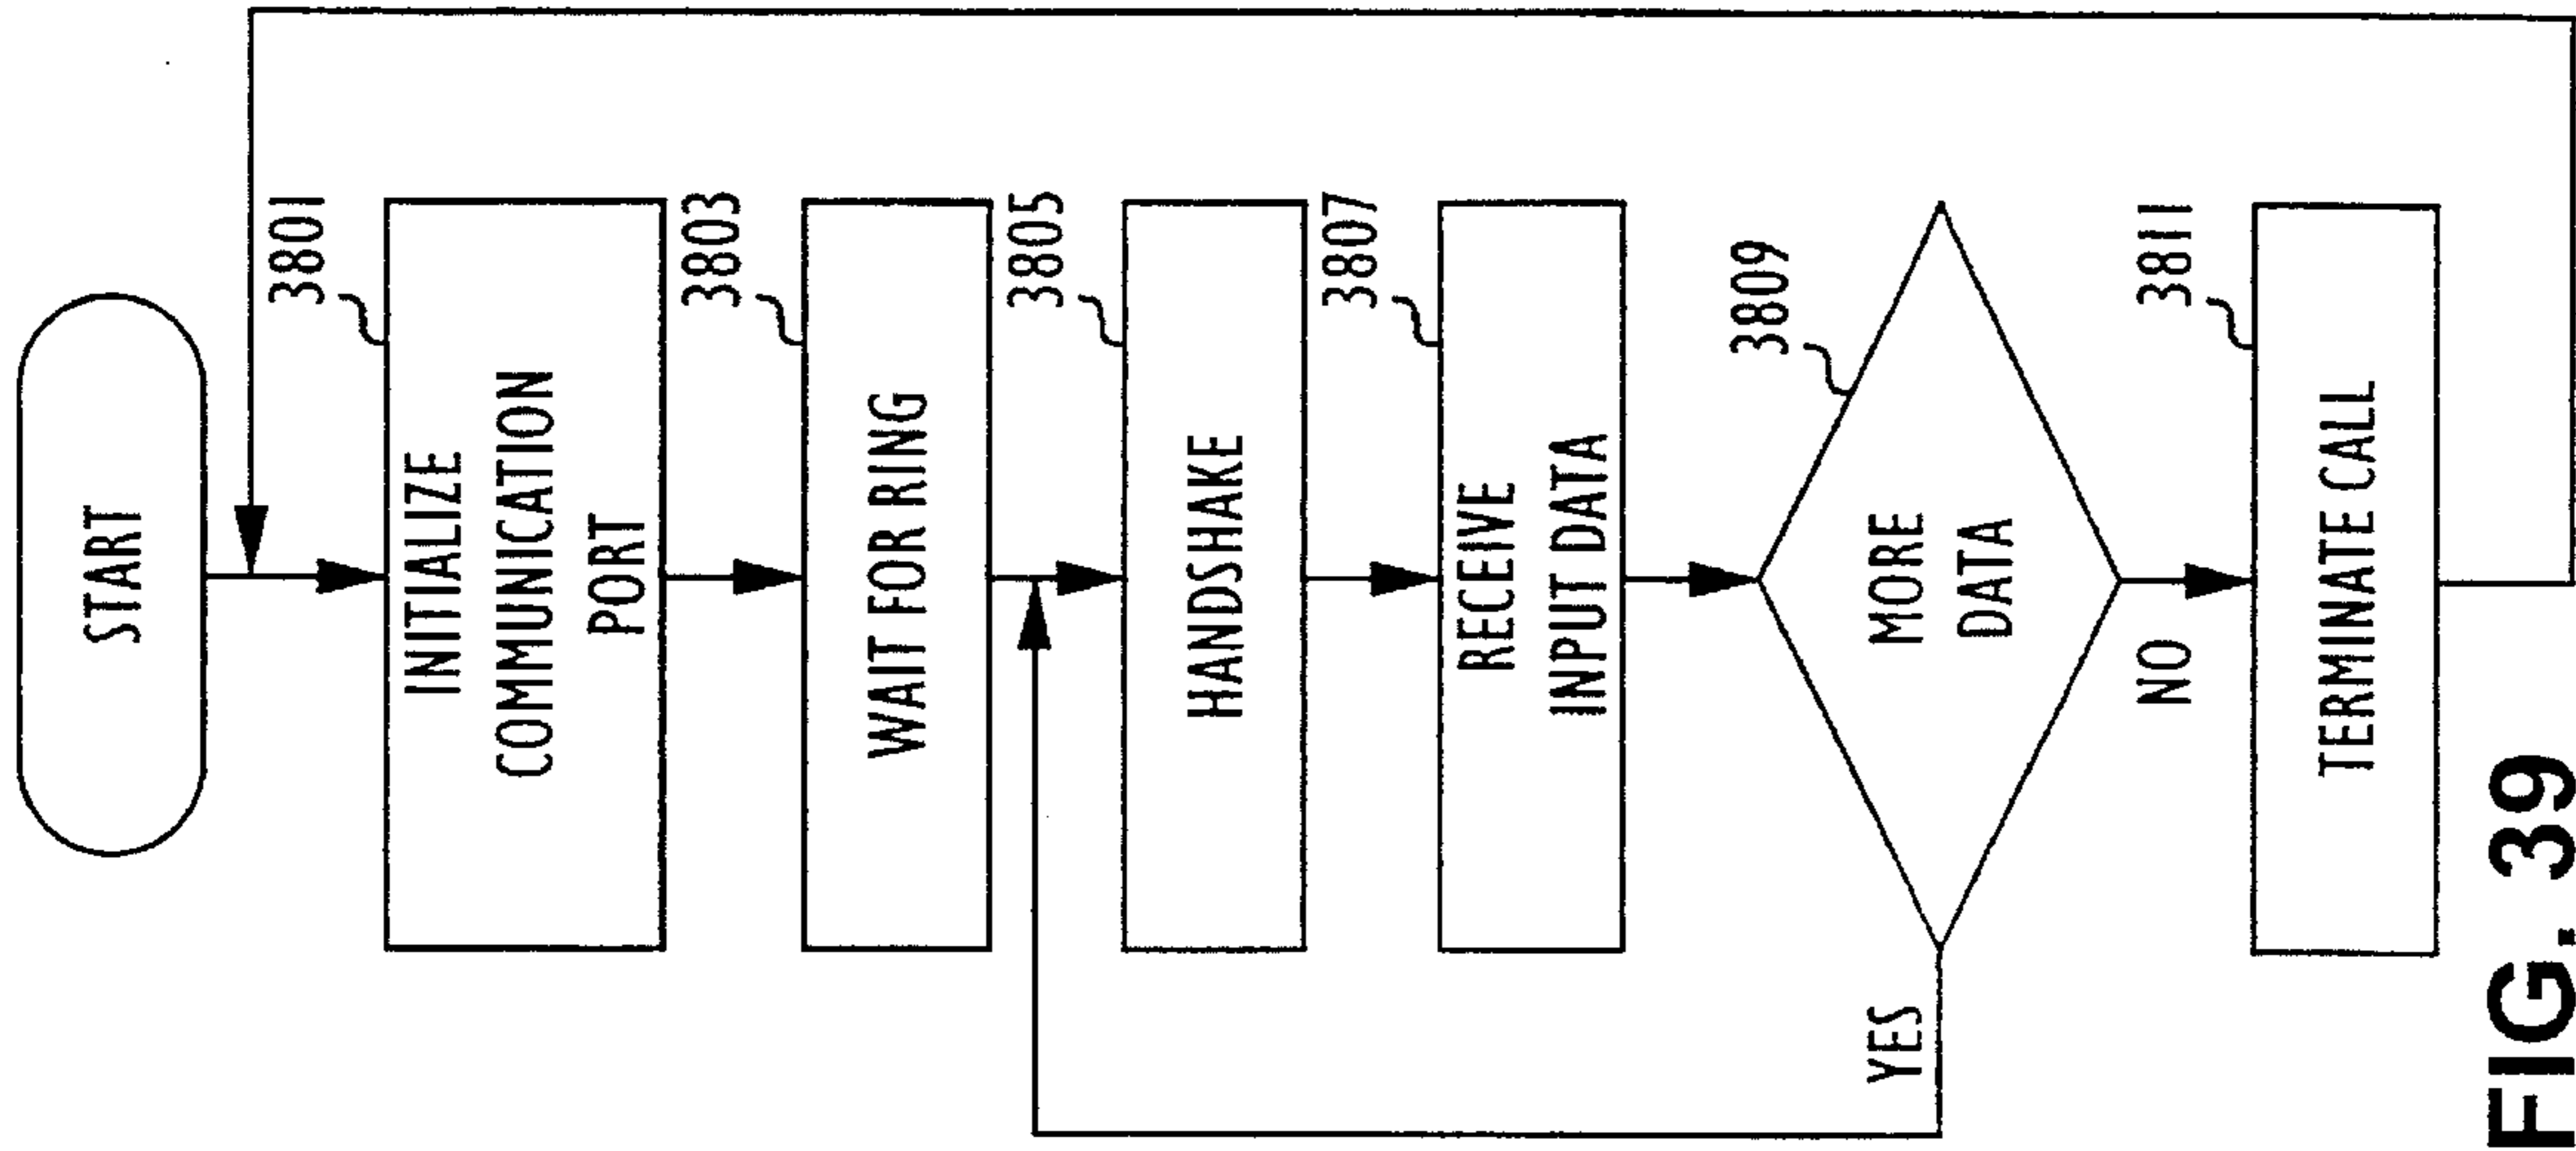 START
3801
INITIALIZE
COMMUNICATION
PORT
3803
WAIT FOR RING
3805
HANDSHAKE
3807
RECEIVE
INPUT DATA
3809
MORE
DATA
YES
NO
3811
TERMINATE CALL
FIG. 39